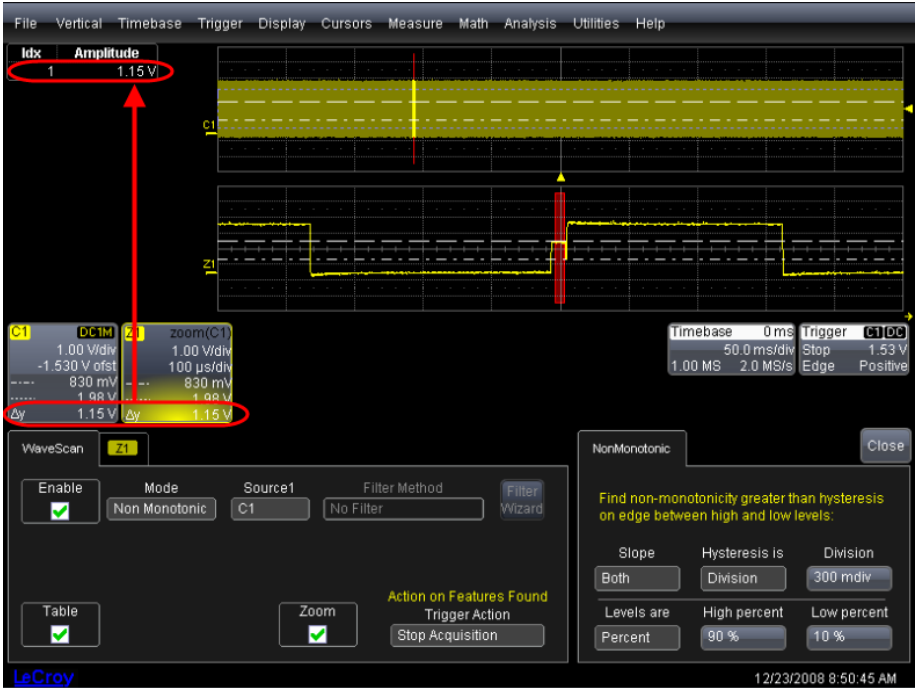 File Vertical Timebase Trigger Display Cursors Measure Math Analysis Utilities Help
Idx Amplitude
1 1.15 V
C1
Z1
C1 DC1M
1.00 V/div
-1.530 V ofst
830 mV
1.98 V
Δy 1.15 V
Z1 zoom(C1)
1.00 V/div
100 µs/div
830 mV
1.98 V
Δy 1.15 V
Timebase 0 ms
50.0 ms/div
1.00 MS 2.0 MS/s
Trigger C1 DC
Stop 1.53 V
Edge Positive
WaveScan Z1
Enable Mode Source1 Filter Method
Non Monotonic C1 No Filter Filter Wizard
Action on Features Found
Table Zoom Trigger Action
Stop Acquisition
NonMonotonic Close
Find non-monotonicity greater than hysteresis
on edge between high and low levels:
Slope Hysteresis is Division
Both Division 300 mdiv
Levels are High percent Low percent
Percent 90 % 10 %
LeCroy 12/23/2008 8:50:45 AM